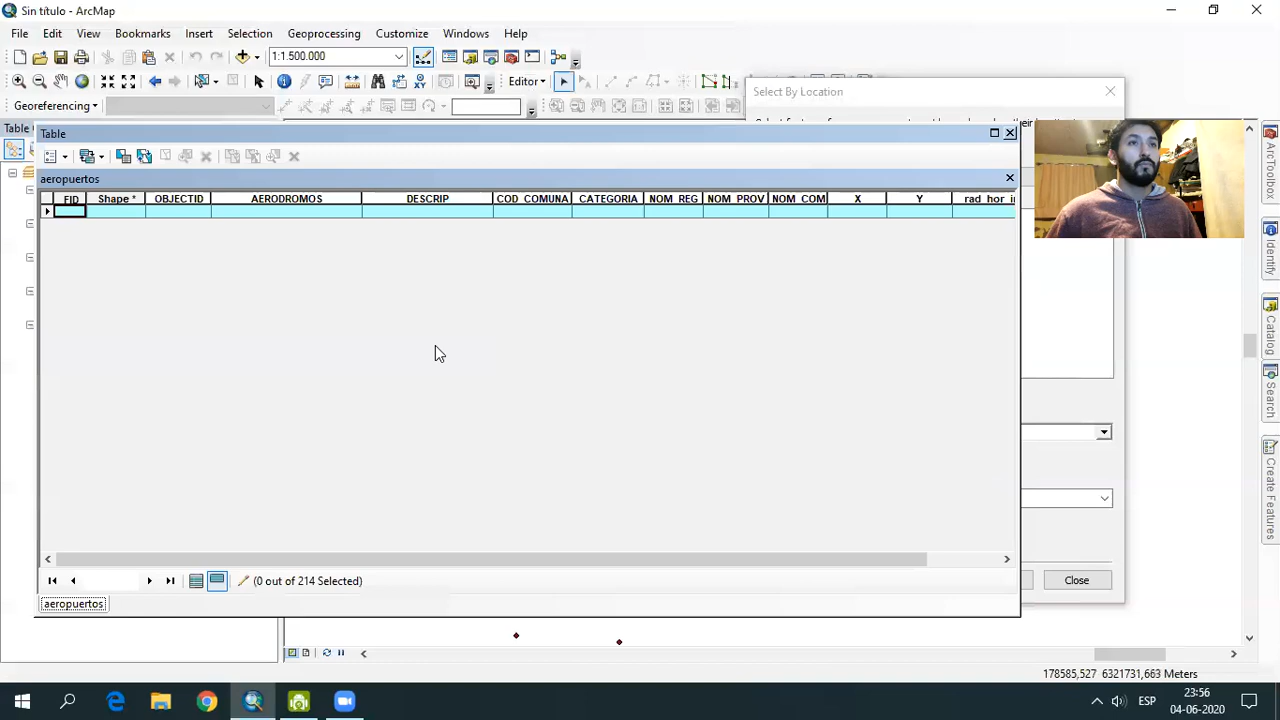 Sin título - ArcMap
File Edit View Bookmarks Insert Selection Geoprocessing Customize Windows Help
1:1.500.000
Editor
Georeferencing
Select By Location
Table
Table
aeropuertos
FID Shape * OBJECTID AERODROMOS DESCRIP COD_COMUNA CATEGORIA NOM_REG NOM_PROV NOM_COM X Y rad_hor_i
ArcToolbox
Identify
Catalog
Search
Create Features
(0 out of 214 Selected)
Close
aeropuertos
178585,527 6321731,663 Meters
ESP
23:56
04-06-2020